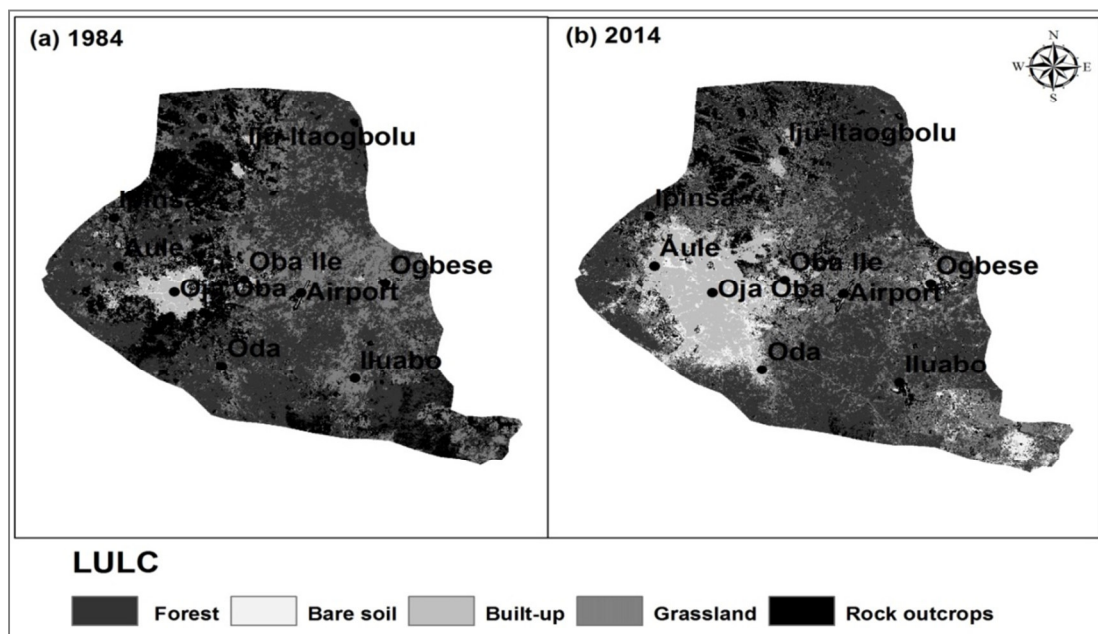 (a) 1984
Iju-Itaogbolu
Ipinsa
Aule
Oba Ile
Ogbese
Oja Oba
Airport
Oda
Iluabo
(b) 2014
N
W
E
S
Iju-Itaogbolu
Ipinsa
Aule
Oba Ile
Ogbese
Oja Oba
Airport
Oda
Iluabo
LULC
Forest
Bare soil
Built-up
Grassland
Rock outcrops